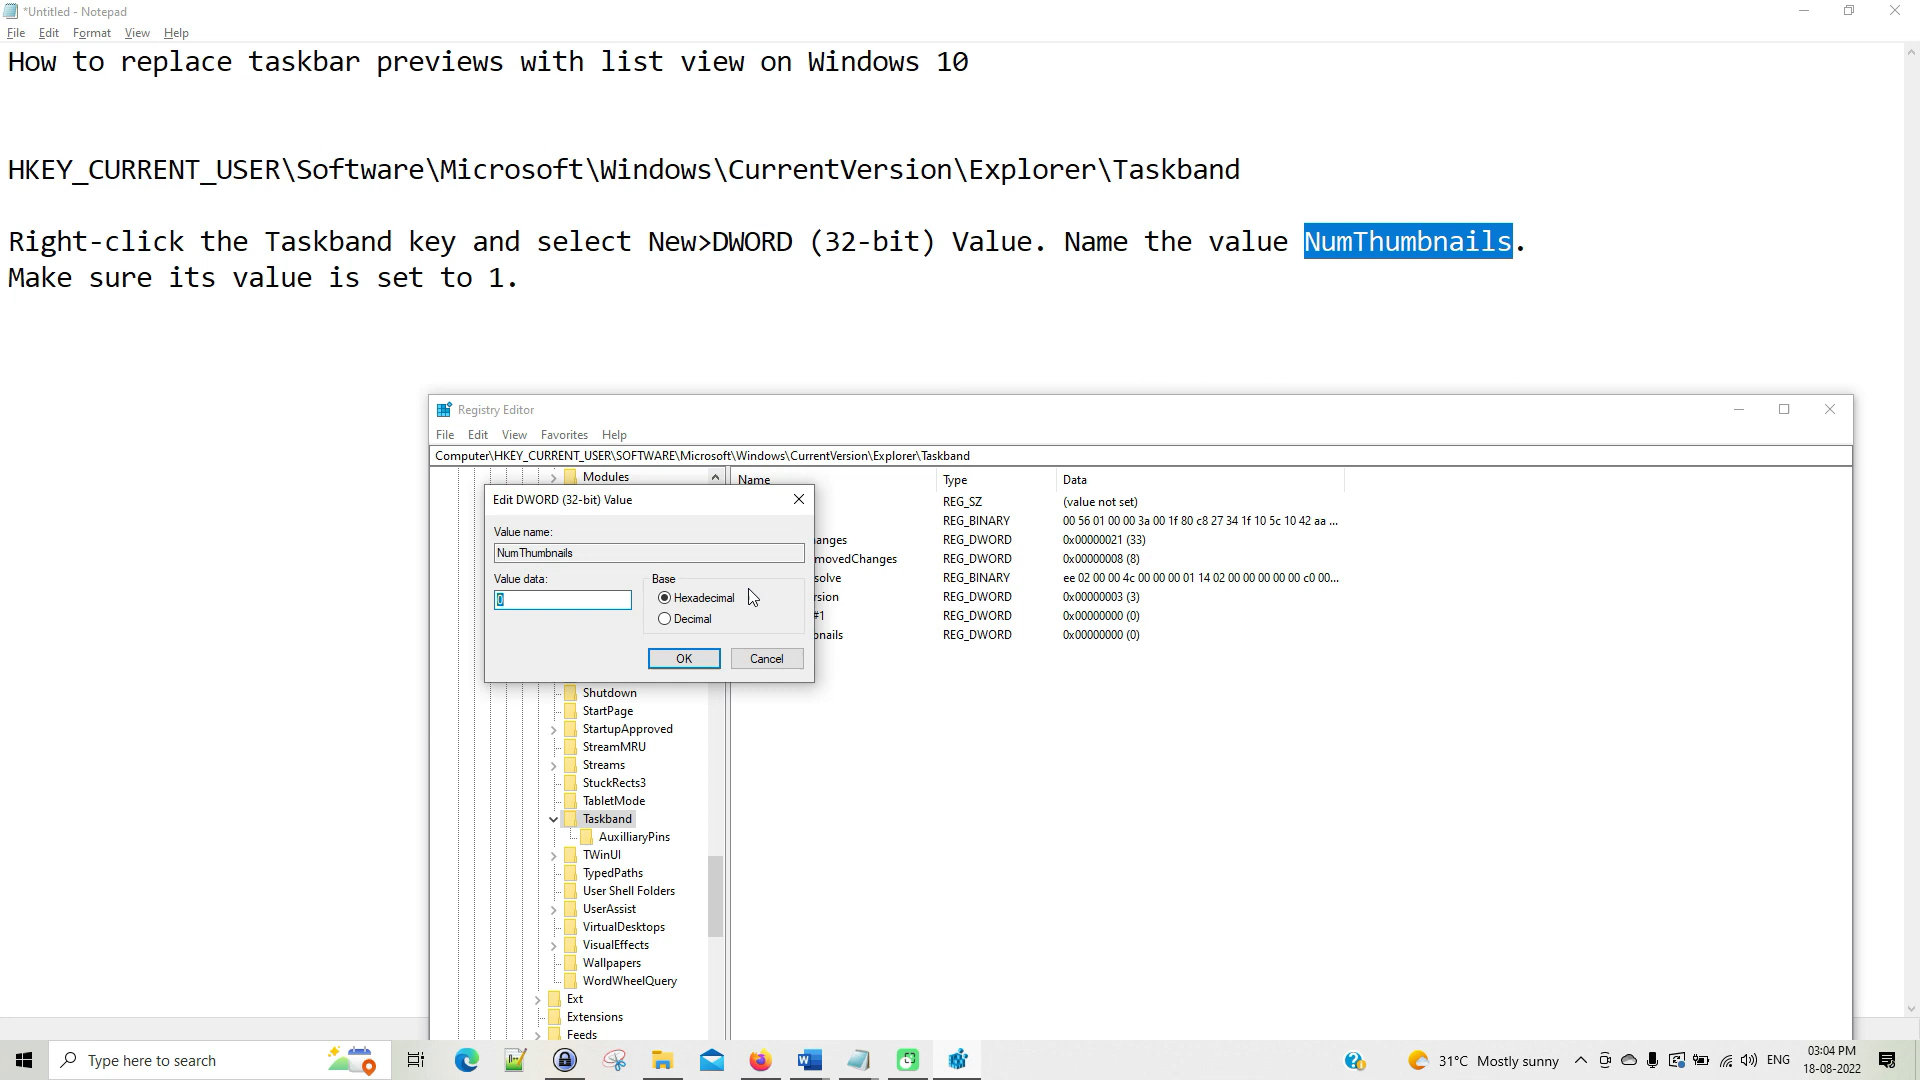 *Untitled - Notepad
File Edit Format View Help
How to replace taskbar previews with list view on Windows 10
HKEY_CURRENT_USER\Software\Microsoft\Windows\CurrentVersion\Explorer\Taskband
Right-click the Taskband key and select New>DWORD (32-bit) Value. Name the value NumThumbnails.
Make sure its value is set to 1.
Registry Editor
File Edit View Favorites Help
Computer\HKEY_CURRENT_USER\SOFTWARE\Microsoft\Windows\CurrentVersion\Explorer\Taskband
Modules
Name Type Data
REG_SZ (value not set)
REG_BINARY 00 56 01 00 00 3a 00 1f 80 c8 27 34 1f 10 5c 10 42 aa ...
anges REG_DWORD 0x00000021 (33)
movedChanges REG_DWORD 0x00000008 (8)
solve REG_BINARY ee 02 00 00 4c 00 00 00 01 14 02 00 00 00 00 00 c0 00...
rsion REG_DWORD 0x00000003 (3)
#1 REG_DWORD 0x00000000 (0)
bnails REG_DWORD 0x00000000 (0)
Edit DWORD (32-bit) Value
Value name:
NumThumbnails
Value data:
0
Base
Hexadecimal
Decimal
OK Cancel
Shutdown
StartPage
StartupApproved
StreamMRU
Streams
StuckRects3
TabletMode
Taskband
AuxilliaryPins
TWinUI
TypedPaths
User Shell Folders
UserAssist
VirtualDesktops
VisualEffects
Wallpapers
WordWheelQuery
Ext
Extensions
Feeds
Type here to search
31°C Mostly sunny
ENG
03:04 PM
18-08-2022